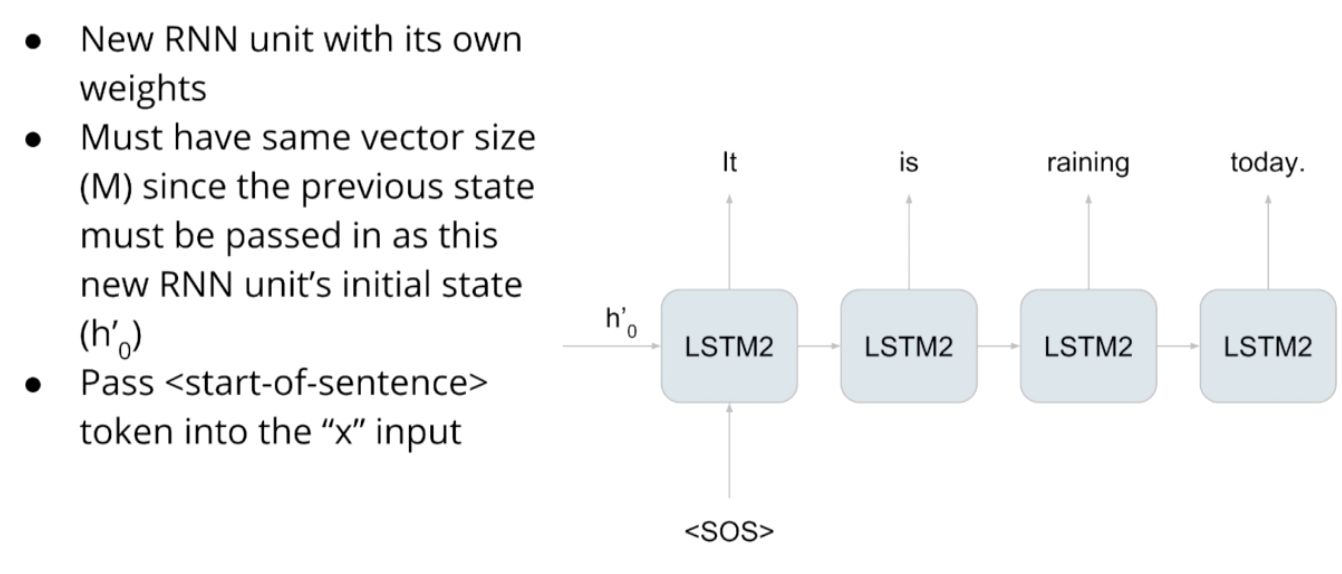 ● New RNN unit with its own
weights
● Must have same vector size
(M) since the previous state
must be passed in as this
new RNN unit’s initial state
(h’0)
● Pass <start-of-sentence>
token into the “x” input
It is raining today.
h’0
LSTM2 LSTM2 LSTM2 LSTM2
<SOS>